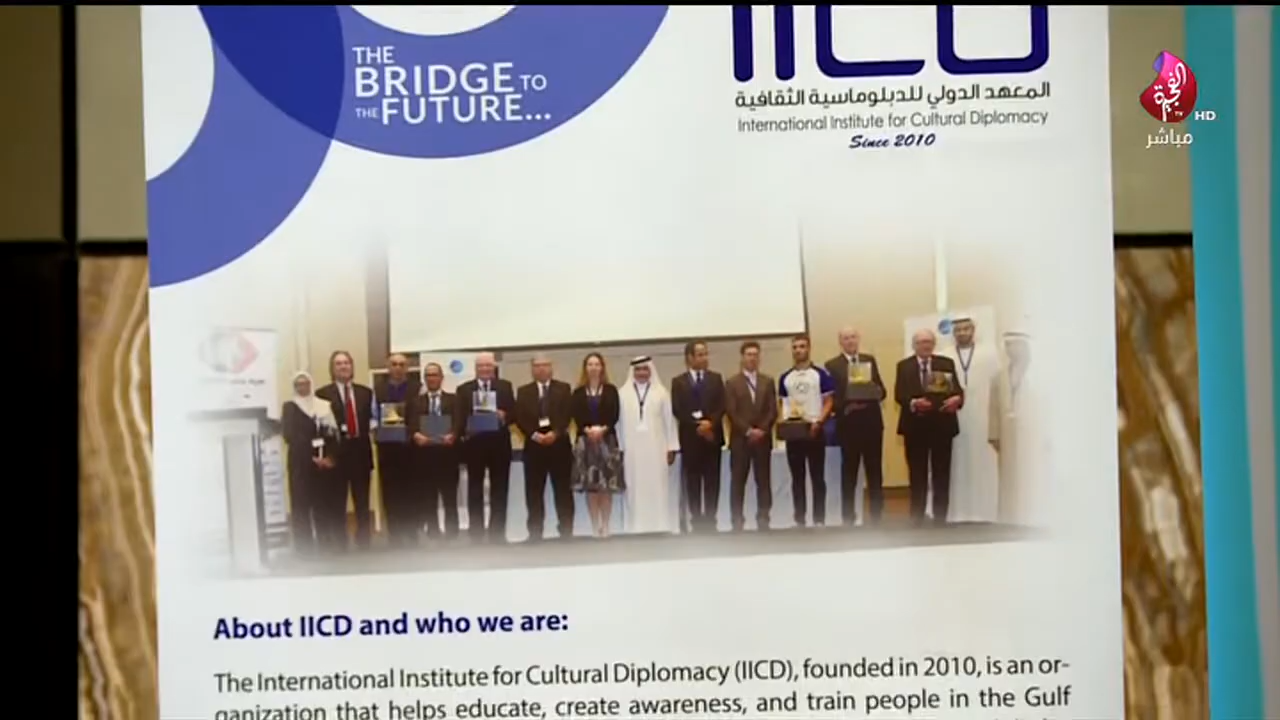 THE
BRIDGE TO
THE FUTURE...
IICD
المعهد الدولي للدبلوماسية الثقافية
International Institute for Cultural Diplomacy
Since 2010
الفجيرة
TV HD
مباشر
About IICD and who we are:
The International Institute for Cultural Diplomacy (IICD), founded in 2010, is an or-
ganization that helps educate, create awareness, and train people in the Gulf